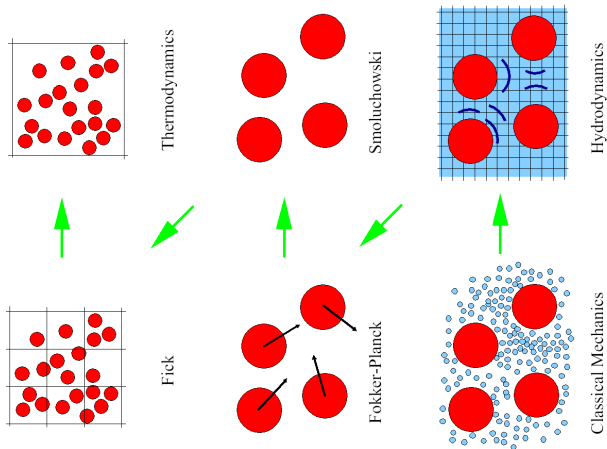 Thermodynamics
Smoluchowski
Hydrodynamics
Fick
Fokker-Planck
Classical Mechanics